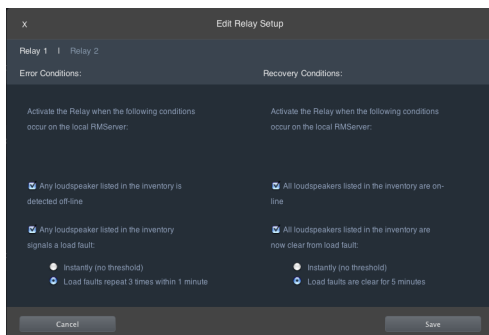 X
Edit Relay Setup
Relay 1 | Relay 2
Error Conditions:
Activate the Relay when the following conditions
occur on the local RMServer:
Any loudspeaker listed in the inventory is
detected off-line
Any loudspeaker listed in the inventory
signals a load fault:
Instantly (no threshold)
Load faults repeat 3 times within 1 minute
Recovery Conditions:
Activate the Relay when the following conditions
occur on the local RMServer:
All loudspeakers listed in the inventory are on-
line
All loudspeakers listed in the inventory are
now clear from load fault:
Instantly (no threshold)
Load faults are clear for 5 minutes
Cancel
Save